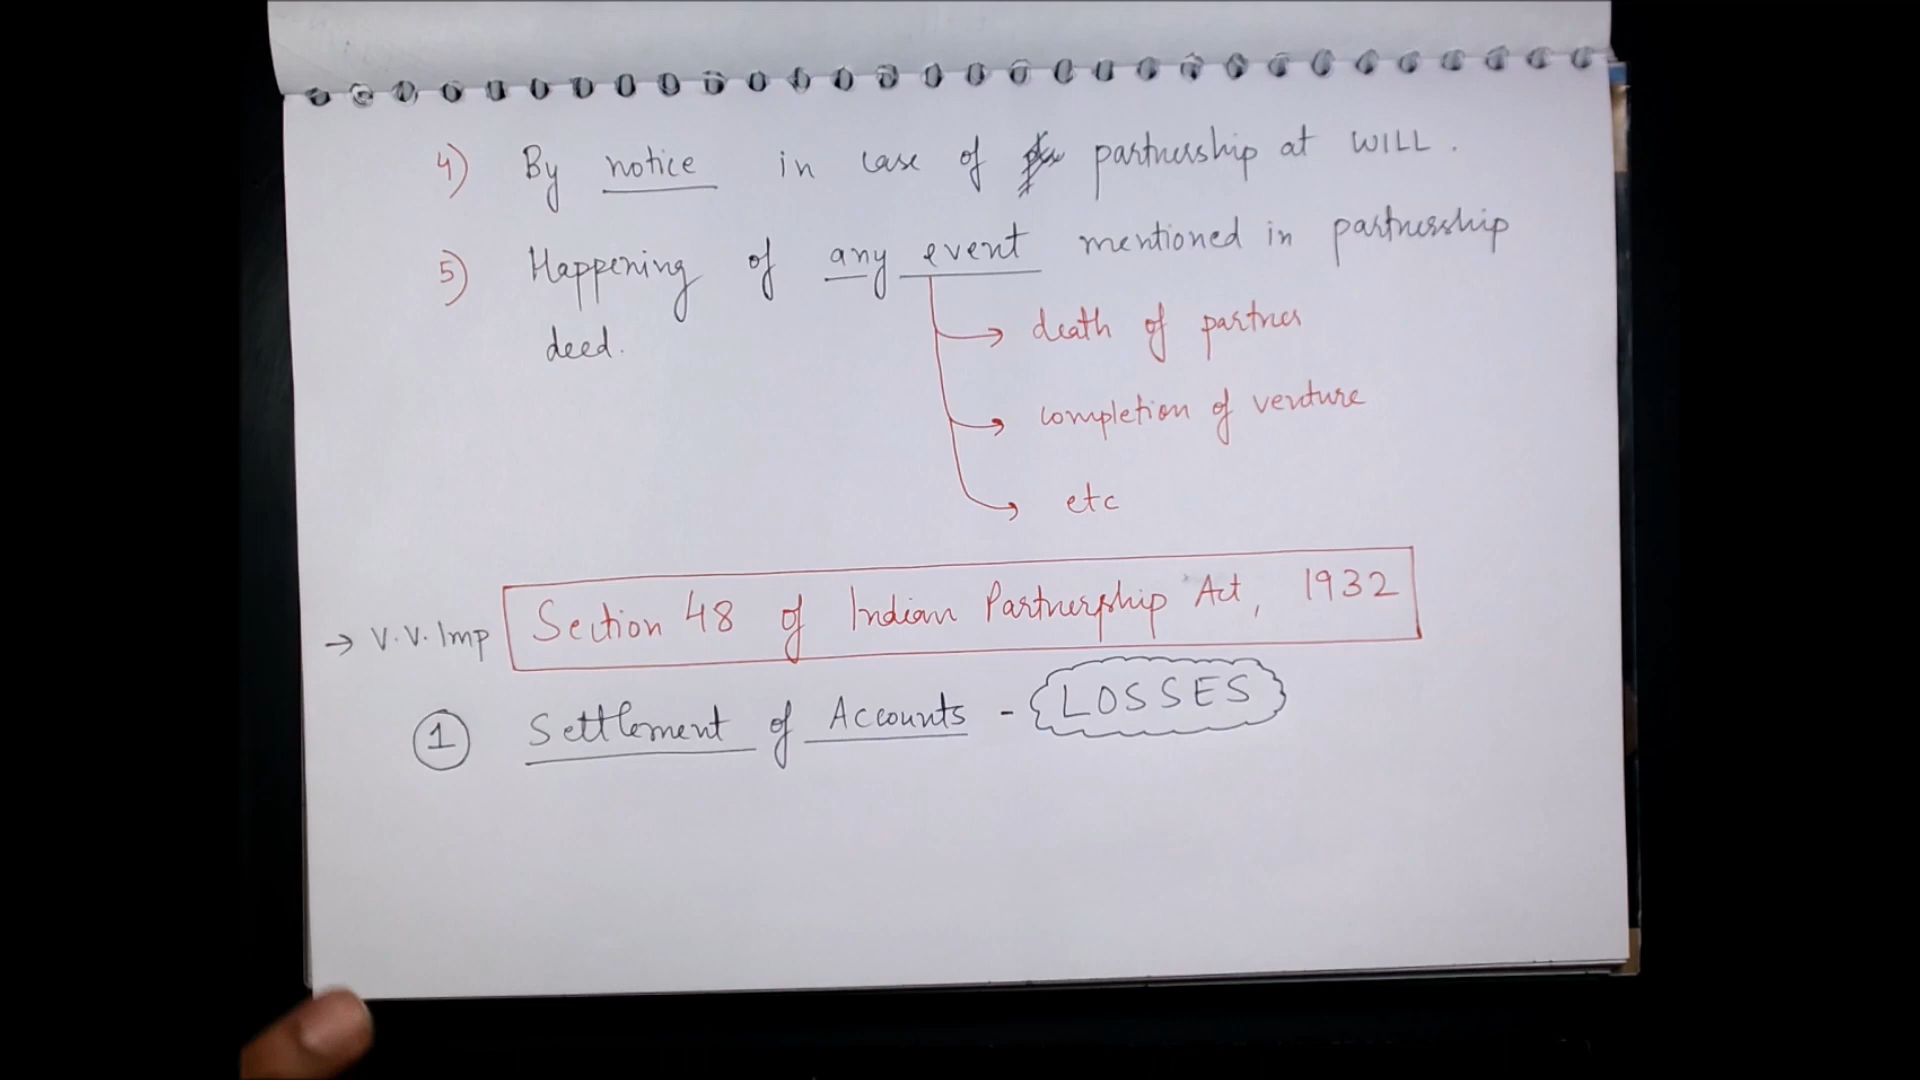 4) By notice in case of partnership at WILL.
5) Happening of any event mentioned in partnership
deed.
death of partner
completion of venture
etc
→ V.V.Imp Section 48 of Indian Partnership Act, 1932
1 Settlement of Accounts - LOSSES